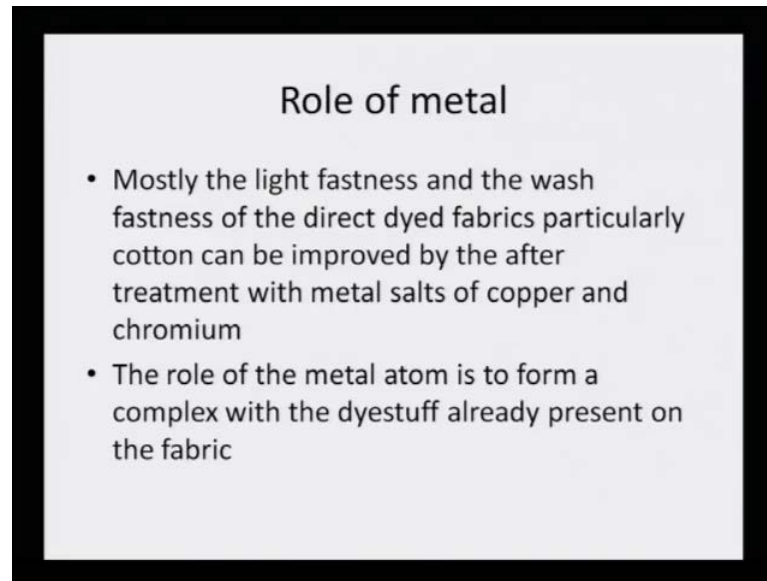 Role of metal
• Mostly the light fastness and the wash
fastness of the direct dyed fabrics particularly
cotton can be improved by the after
treatment with metal salts of copper and
chromium
• The role of the metal atom is to form a
complex with the dyestuff already present on
the fabric